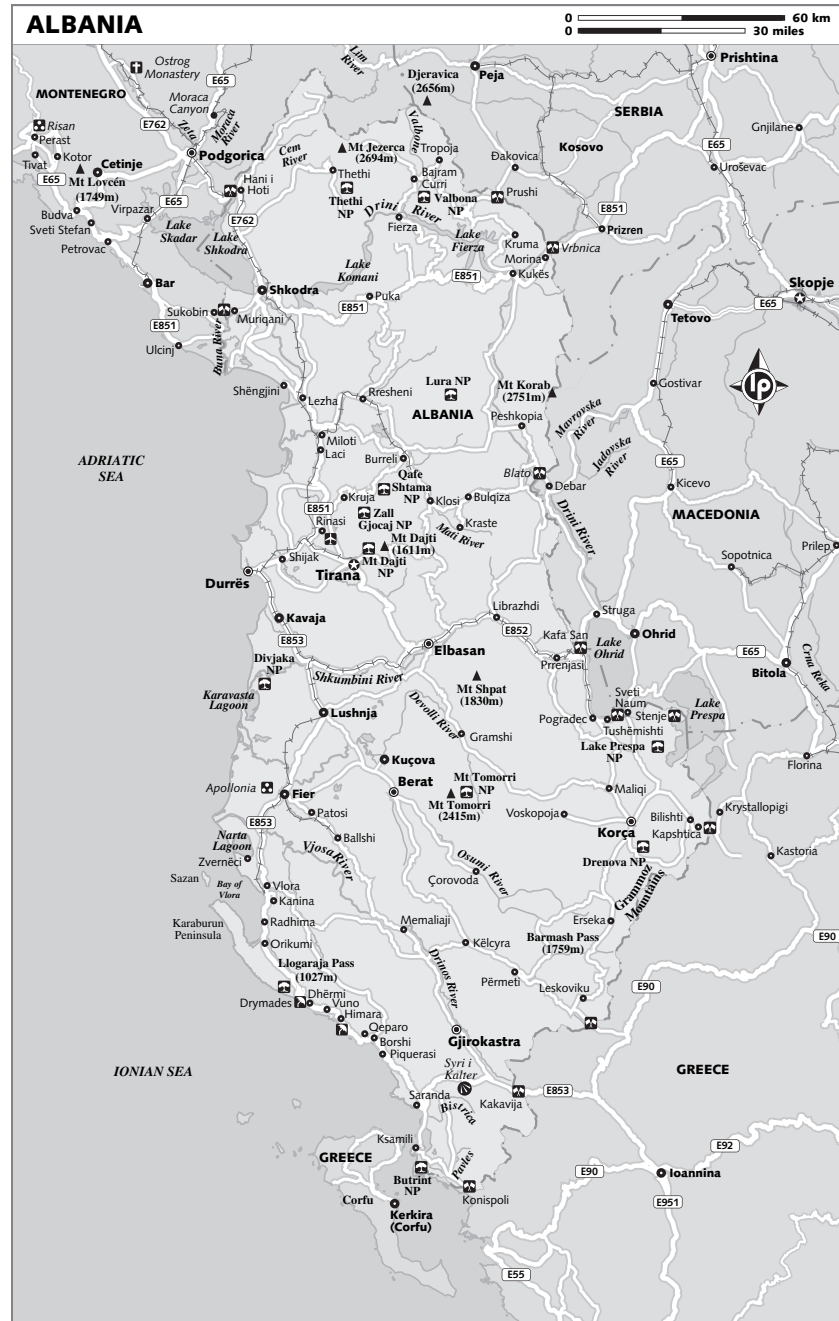 ALBANIA
0 60 km
0 30 miles
Ostrog
Monastery
E65
Lim
River
Djeravica
(2656m)
Peja
Prishtina
MONTENEGRO
Moraca
Canyon
SERBIA
Risan
Perast
E762
Zeta
Moraca
River
Cem
River
Mt Jezerca
(2694m)
Valbone
Tropoja
Kosovo
Gnjilane
Tivat
Kotor
Cetinje
Podgorica
E65
Đakovica
Uroševac
E65
Mt Lovcén
(1749m)
Hani i
Hoti
Thethi
Thethi
NP
Bajram
Curri
Valbona
NP
Prushi
Budva
Virpazar
E65
E762
Drini
River
Fierza
E851
Sveti Stefan
Petrovac
Lake
Skadar
Lake
Shkodra
Lake
Fierza
Kruma
Morina
Vrbnica
Prizren
Lake
Komani
E851
Kukës
Skopje
Bar
Shkodra
Puka
E65
Tetovo
Sukobin
Muriqani
E851
E851
Ulcinj
Buna River
lp
Shëngjini
Lezha
Rresheni
Lura NP
Mt Korab
(2751m)
Gostivar
ALBANIA
Peshkopia
Mavrovska
River
Miloti
Laci
Jadovska
River
ADRIATIC
SEA
Burreli
Blato
E65
Qafe
Shtama
NP
Debar
Kicevo
Kruja
Klosi
Bulqiza
E851
Zall
Gjocaj NP
Rinasi
Kraste
Mati River
Drini River
MACEDONIA
Mt Dajti
(1611m)
Mt Dajti
NP
Shijak
Sopotnica
Prilep
Durrës
Tirana
Librazhdi
Struga
Kavaja
E852
Kafa San
Lake
Ohrid
Ohrid
E853
Elbasan
Prrenjasi
E65
Divjaka
NP
Shkumbini River
Bitola
Crna Reka
Karavasta
Lagoon
Mt Shpat
(1830m)
Sveti
Naum
Stenje
Lake
Prespa
Lushnja
Devolli River
Pogradec
Tushëmishti
Gramshi
Lake Prespa
NP
Kuçova
Florina
Apollonia
Berat
Mt Tomorri
NP
Fier
Mt Tomorri
(2415m)
Maliqi
Patosi
Voskopoja
Bilishti
Krystallopigi
E853
Korça
Kapshtica
Narta
Lagoon
Ballshi
Vjosa River
Drenova NP
Kastoria
Zvernëci
Osumi River
Sazan
Bay of
Vlora
Vlora
Çorovoda
Grammoz
Mountains
Kanina
Karaburun
Peninsula
Radhima
Memaliaji
Erseka
Orikumi
Këlcyra
Barmash Pass
(1759m)
E90
Llogaraja Pass
(1027m)
Drinos River
Përmeti
E90
Drymades
Dhërmi
Leskoviku
Vuno
Himara
Qeparo
Borshi
Gjirokastra
Piquerasi
IONIAN SEA
Syri i
Kalter
GREECE
Saranda
Bistrica
Kakavija
E853
Ksamili
E92
GREECE
Pavles
E90
Butrint
NP
Ioannina
Corfu
Konispoli
Kerkira
(Corfu)
E951
E55